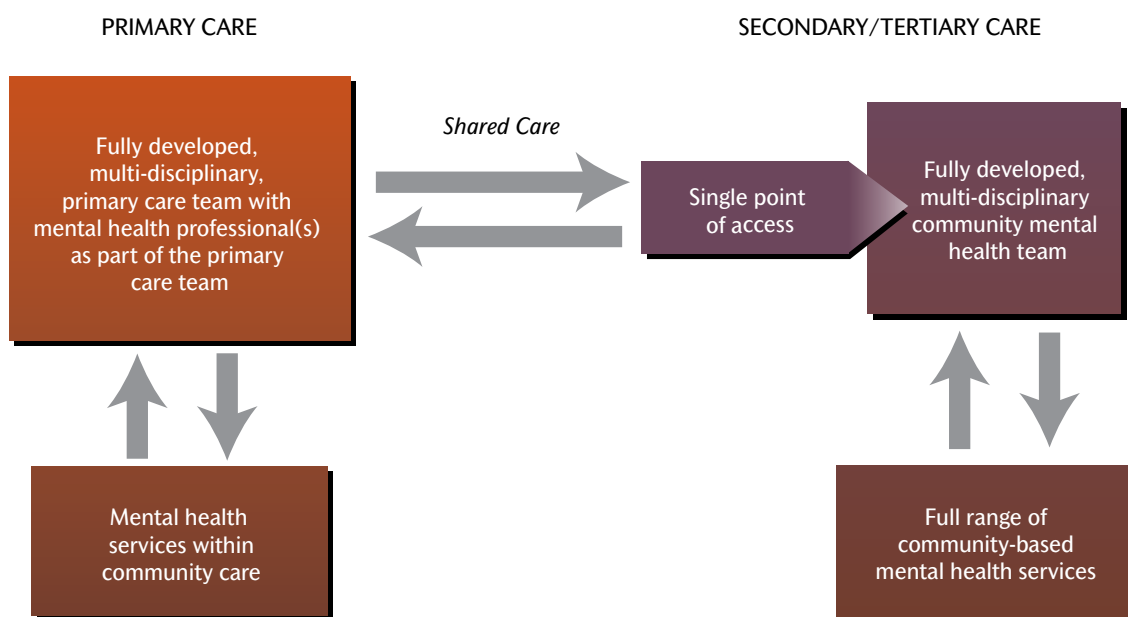 PRIMARY CARE
SECONDARY/TERTIARY CARE
Fully developed,
multi-disciplinary,
primary care team with
mental health professional(s)
as part of the primary
care team
Shared Care
Single point
of access
Fully developed,
multi-disciplinary
community mental
health team
Mental health
services within
community care
Full range of
community-based
mental health services